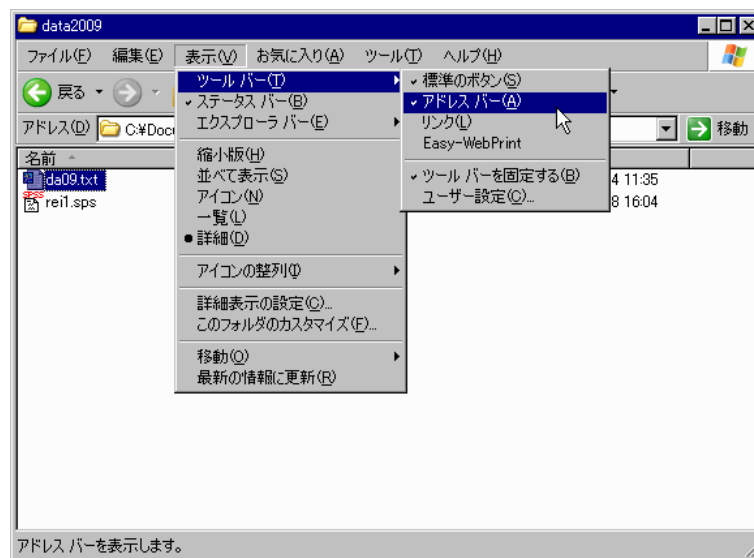 data2009
ファイル(F) 編集(E) 表示(V) お気に入り(A) ツール(T) ヘルプ(H)
戻る
アドレス(D) C:¥Docu 移動
名前
da09.txt 4 11:35
rei1.sps 8 16:04
ツール バー(T)
ステータス バー(B)
エクスプローラ バー(E)
縮小版(H)
並べて表示(S)
アイコン(N)
一覧(L)
詳細(D)
アイコンの整列(I)
詳細表示の設定(C)...
このフォルダのカスタマイズ(F)...
移動(O)
最新の情報に更新(R)
標準のボタン(S)
アドレス バー(A)
リンク(L)
Easy-WebPrint
ツール バーを固定する(B)
ユーザー設定(C)...
アドレス バーを表示します。